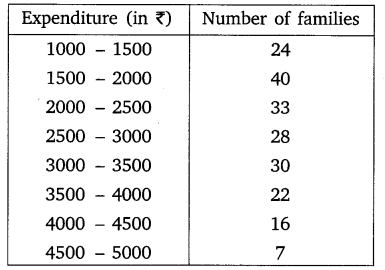 Expenditure (in ₹) Number of families
1000 – 1500 24
1500 – 2000 40
2000 – 2500 33
2500 – 3000 28
3000 – 3500 30
3500 – 4000 22
4000 – 4500 16
4500 – 5000 7